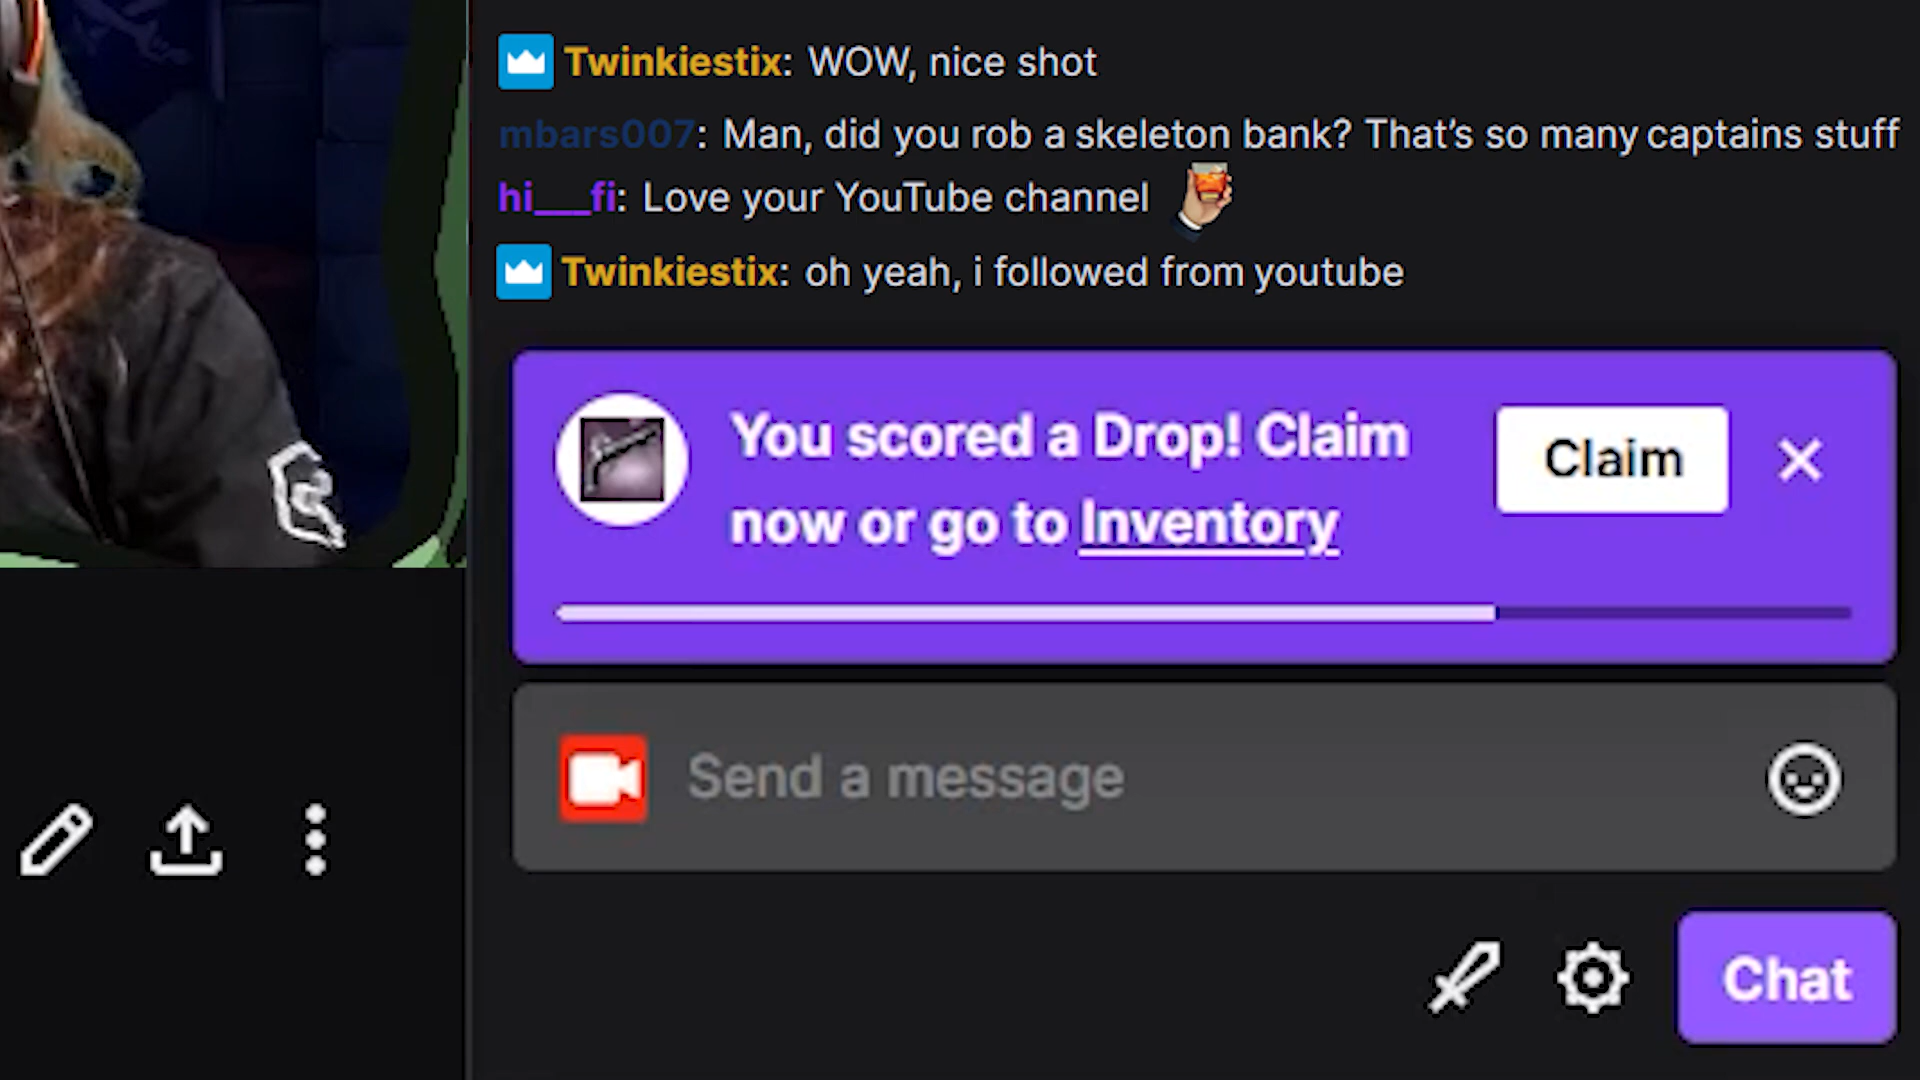 Twinkiestix: WOW, nice shot
mbars007: Man, did you rob a skeleton bank? That's so many captains stuff
hi___fi: Love your YouTube channel
Twinkiestix: oh yeah, i followed from youtube
You scored a Drop! Claim
now or go to Inventory
Claim
Send a message
Chat